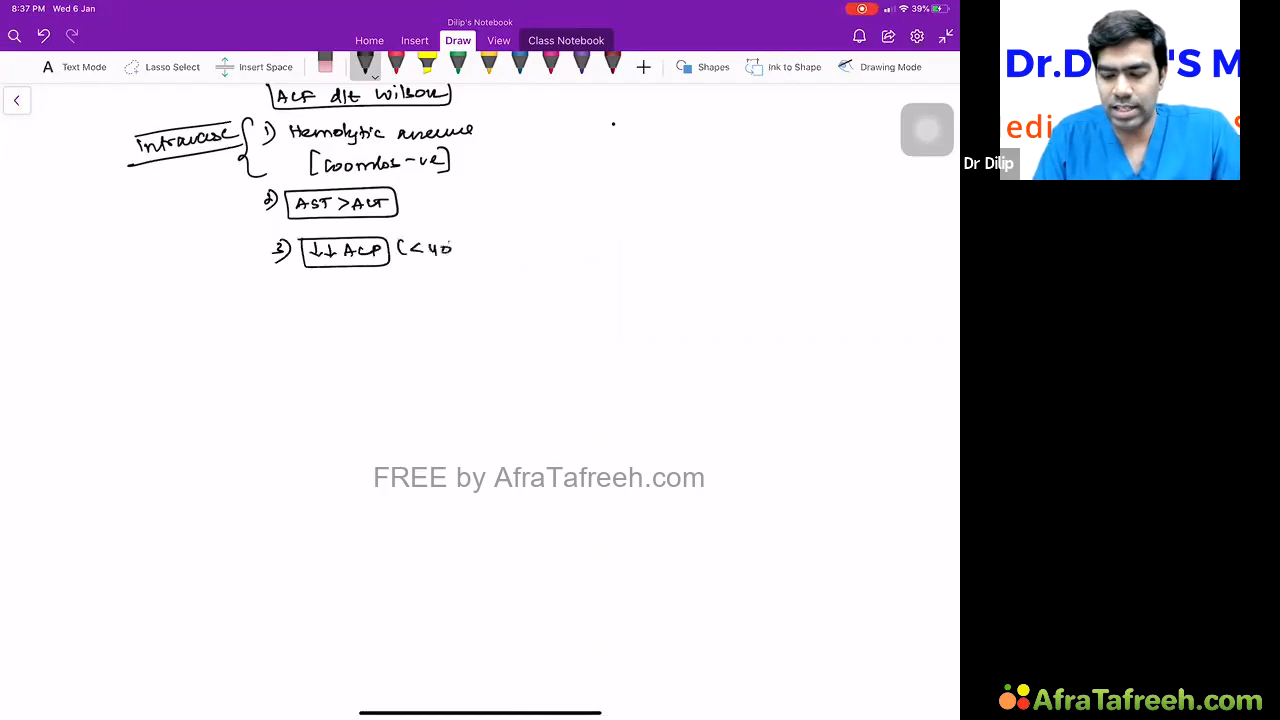 8:37 PM Wed 6 Jan
39%
Dilip's Notebook
Home Insert Draw View Class Notebook
Text Mode Lasso Select Insert Space Shapes Ink to Shape Drawing Mode
ALF d/t Wilson
1) Hemolytic
[Coombs -ve]
2) AST > ALT
3) ↓↓ ALP (< 40
FREE by AfraTafreeh.com
Dr.D 'S M
edi
Dr Dilip
AfraTafreeh.com